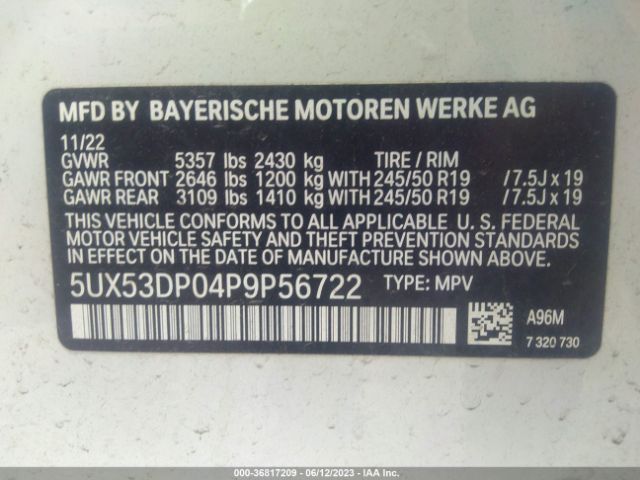 MFD BY BAYERISCHE MOTOREN WERKE AG
11/22
GVWR 5357 lbs 2430 kg TIRE / RIM
GAWR FRONT 2646 lbs 1200 kg WITH 245/50 R19 / 7.5J x 19
GAWR REAR 3109 lbs 1410 kg WITH 245/50 R19 / 7.5J x 19
THIS VEHICLE CONFORMS TO ALL APPLICABLE U. S. FEDERAL
MOTOR VEHICLE SAFETY AND THEFT PREVENTION STANDARDS
IN EFFECT ON THE DATE OF MANUFACTURE SHOWN ABOVE.
5UX53DP04P9P56722 TYPE: MPV
A96M
7 320 730
000-36817209 - 06/12/2023 - IAA Inc.